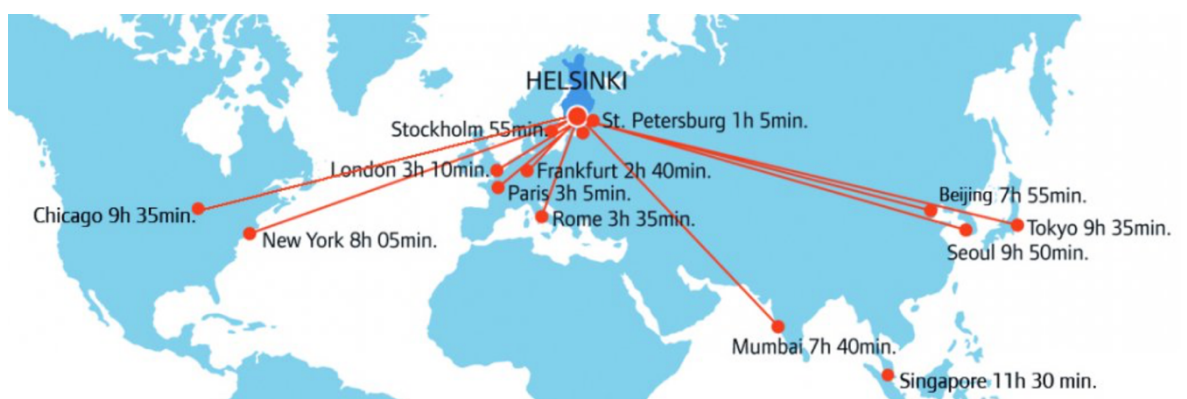 HELSINKI
Stockholm 55min.
St. Petersburg 1h 5min.
London 3h 10min.
Frankfurt 2h 40min.
Paris 3h 5min.
Rome 3h 35min.
Chicago 9h 35min.
New York 8h 05min.
Beijing 7h 55min.
Tokyo 9h 35min.
Seoul 9h 50min.
Mumbai 7h 40min.
Singapore 11h 30 min.